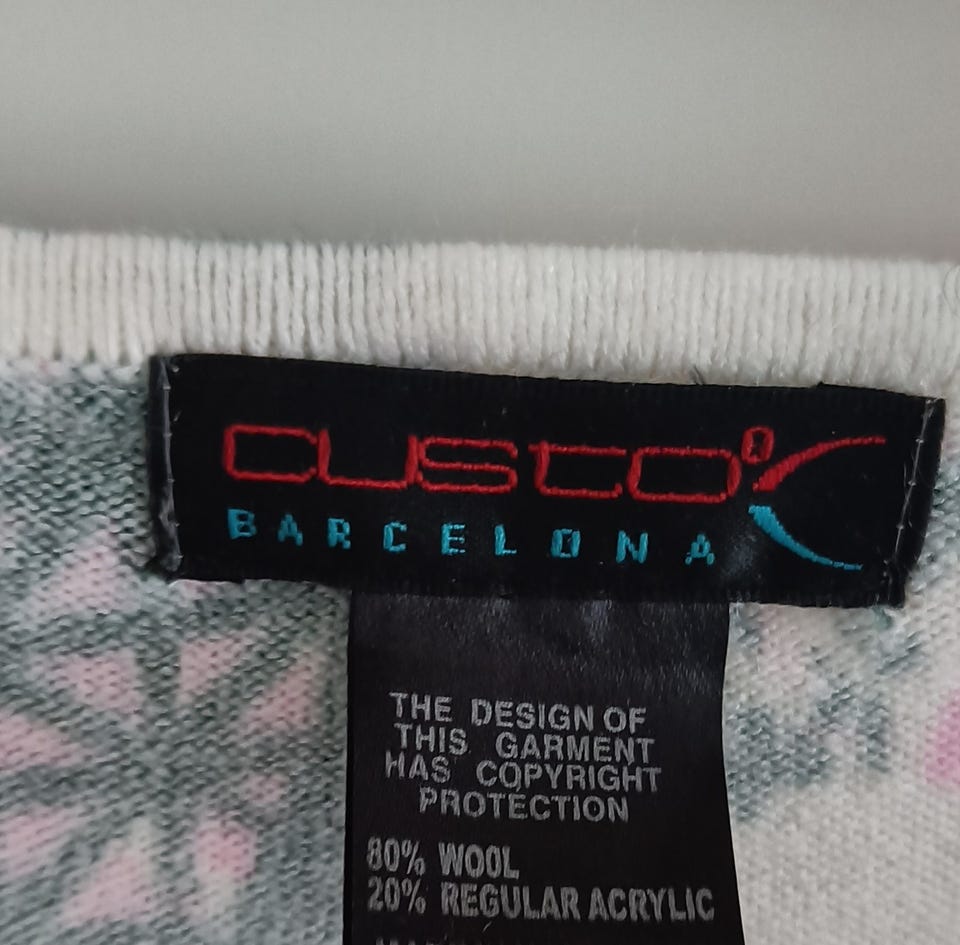 custo®
BARCELONA
THE DESIGN OF
THIS GARMENT
HAS COPYRIGHT
PROTECTION
80% WOOL
20% REGULAR ACRYLIC